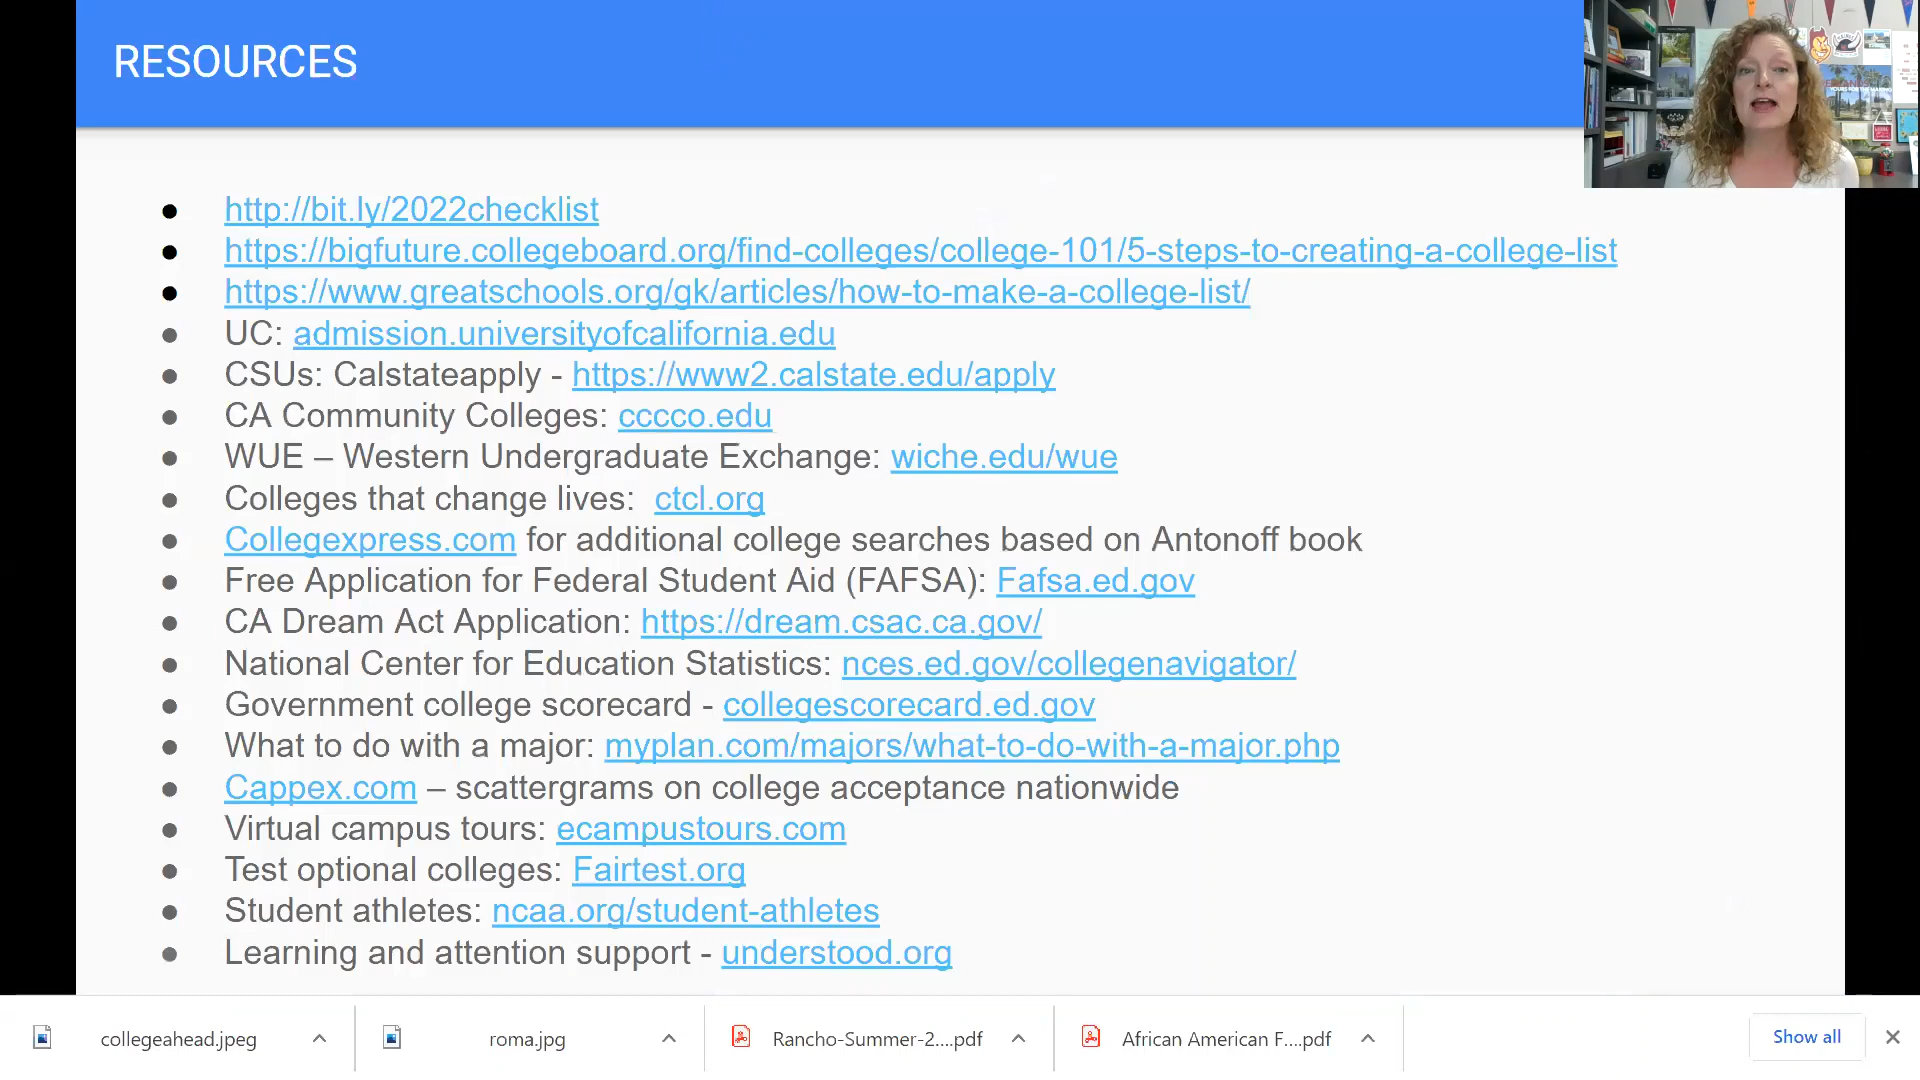 RESOURCES
http://bit.ly/2022checklist
https://bigfuture.collegeboard.org/find-colleges/college-101/5-steps-to-creating-a-college-list
https://www.greatschools.org/gk/articles/how-to-make-a-college-list/
UC: admission.universityofcalifornia.edu
CSUs: Calstateapply - https://www2.calstate.edu/apply
CA Community Colleges: cccco.edu
WUE – Western Undergraduate Exchange: wiche.edu/wue
Colleges that change lives: ctcl.org
Collegexpress.com for additional college searches based on Antonoff book
Free Application for Federal Student Aid (FAFSA): Fafsa.ed.gov
CA Dream Act Application: https://dream.csac.ca.gov/
National Center for Education Statistics: nces.ed.gov/collegenavigator/
Government college scorecard - collegescorecard.ed.gov
What to do with a major: myplan.com/majors/what-to-do-with-a-major.php
Cappex.com – scattergrams on college acceptance nationwide
Virtual campus tours: ecampustours.com
Test optional colleges: Fairtest.org
Student athletes: ncaa.org/student-athletes
Learning and attention support - understood.org
collegeahead.jpeg
roma.jpg
Rancho-Summer-2....pdf
African American F....pdf
Show all